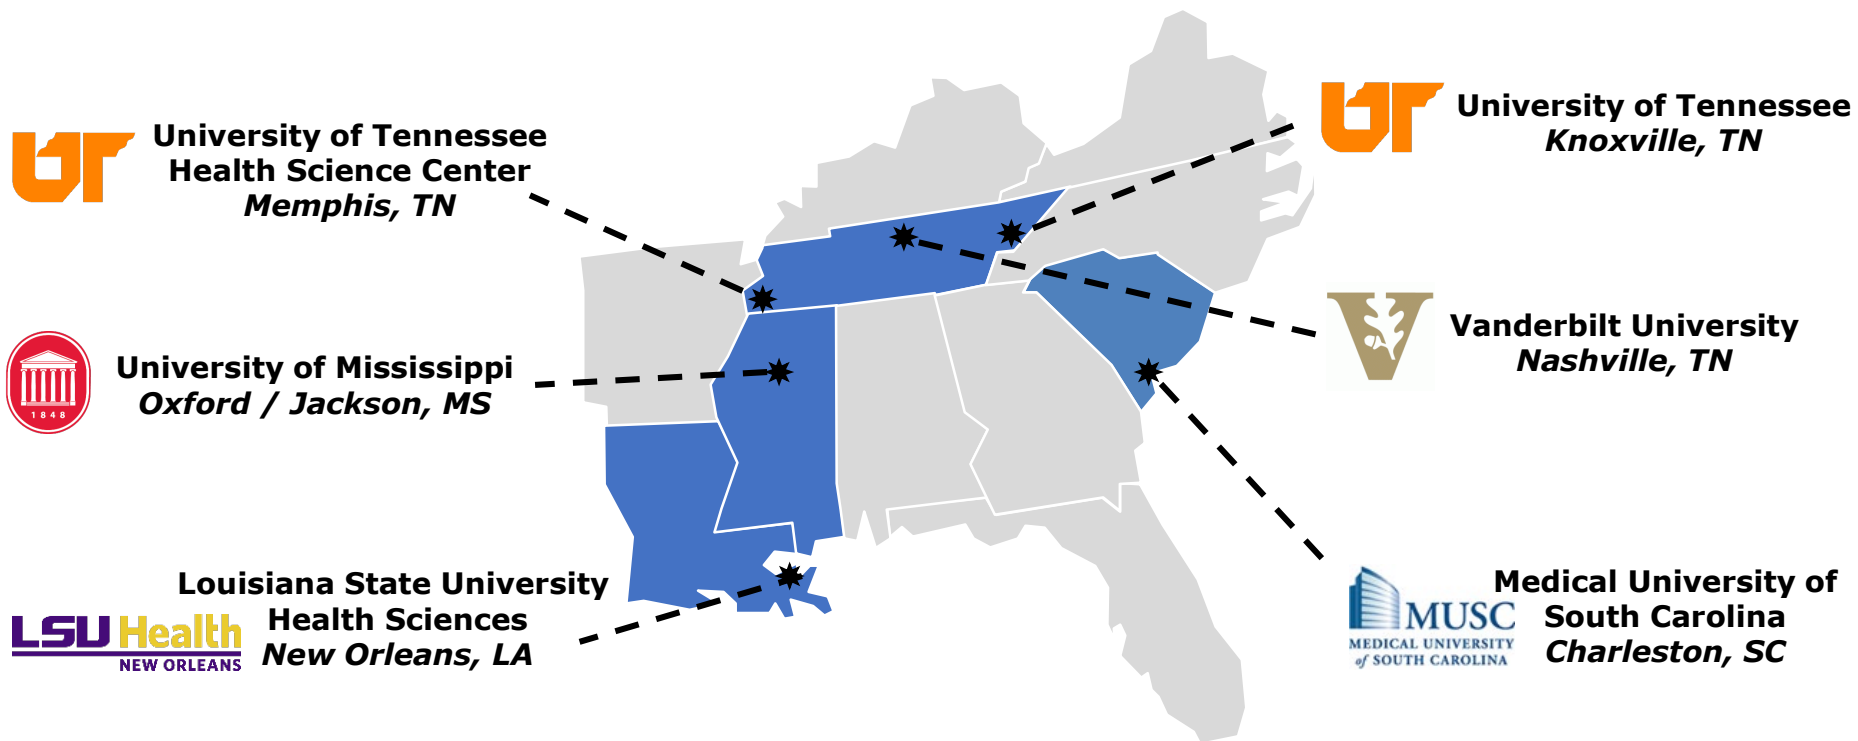 UT
University of Tennessee
Health Science Center
Memphis, TN
1848
University of Mississippi
Oxford / Jackson, MS
Louisiana State University
Health Sciences
New Orleans, LA
LSU Health
NEW ORLEANS
UT
University of Tennessee
Knoxville, TN
V
Vanderbilt University
Nashville, TN
Medical University of
South Carolina
Charleston, SC
MUSC
MEDICAL UNIVERSITY
of SOUTH CAROLINA